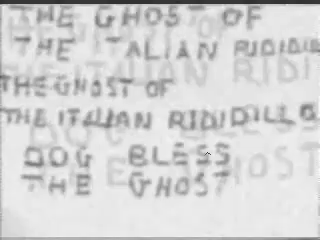 THE GHOST OF
THE ITALIAN RIDIDI
THE GHOST OF
THE ITALIAN RIDIDILLO
DOG BLESS
THE GHOST